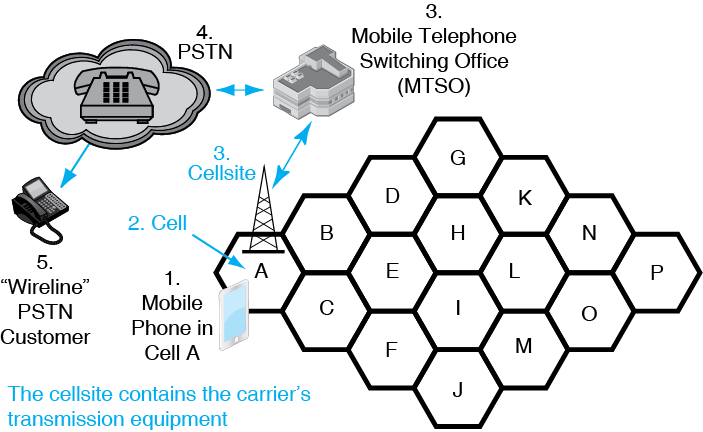 4.
PSTN
3.
Mobile Telephone
Switching Office
(MTSO)
3.
Cellsite
2. Cell
1.
Mobile
Phone in
Cell A
5.
“Wireline”
PSTN
Customer
G
D
K
B
H
N
A
E
L
P
C
I
O
F
M
J
The cellsite contains the carrier’s
transmission equipment